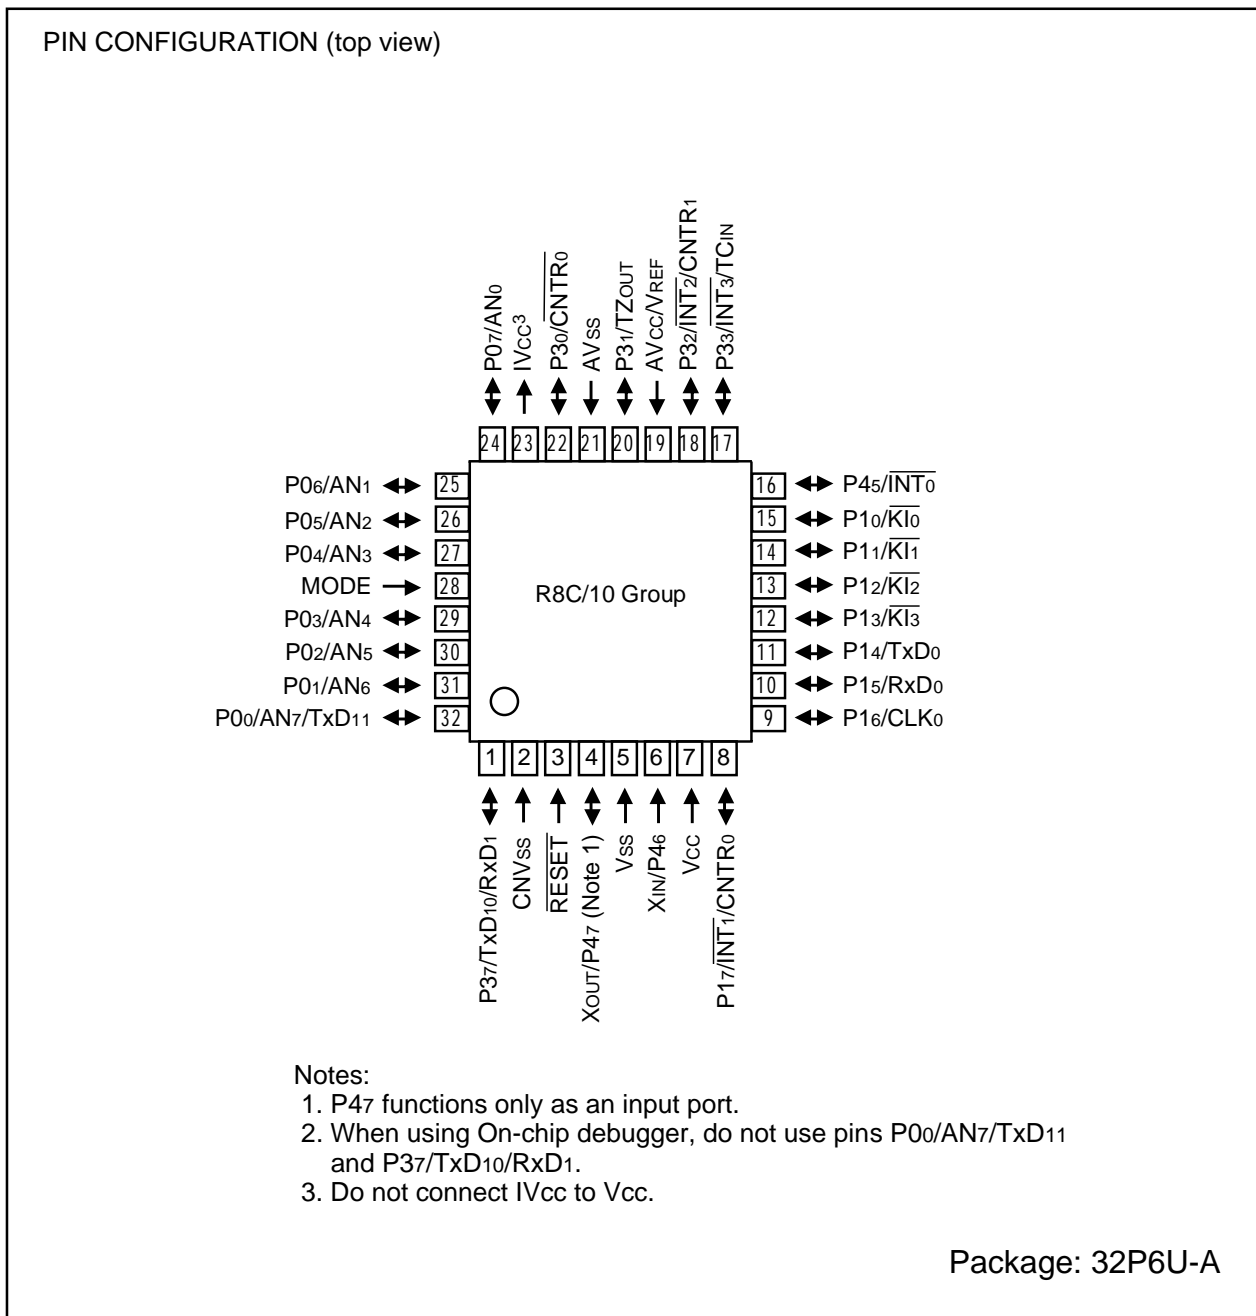 PIN CONFIGURATION (top view)
P07/AN0
IVCC3
P30/CNTR0
AVSS
P31/TZOUT
AVCC/VREF
P32/INT2/CNTR1
P33/INT3/TCIN
24 23 22 21 20 19 18 17
P06/AN1 25
P05/AN2 26
P04/AN3 27
MODE 28
P03/AN4 29
P02/AN5 30
P01/AN6 31
P00/AN7/TxD11 32
R8C/10 Group
16 P45/INT0
15 P10/KI0
14 P11/KI1
13 P12/KI2
12 P13/KI3
11 P14/TxD0
10 P15/RxD0
9 P16/CLK0
1 2 3 4 5 6 7 8
P37/TxD10/RxD1
CNVSS
RESET
XOUT/P47 (Note 1)
VSS
XIN/P46
VCC
P17/INT1/CNTR0
Notes:
1. P47 functions only as an input port.
2. When using On-chip debugger, do not use pins P00/AN7/TxD11
and P37/TxD10/RxD1.
3. Do not connect IVcc to Vcc.
Package: 32P6U-A